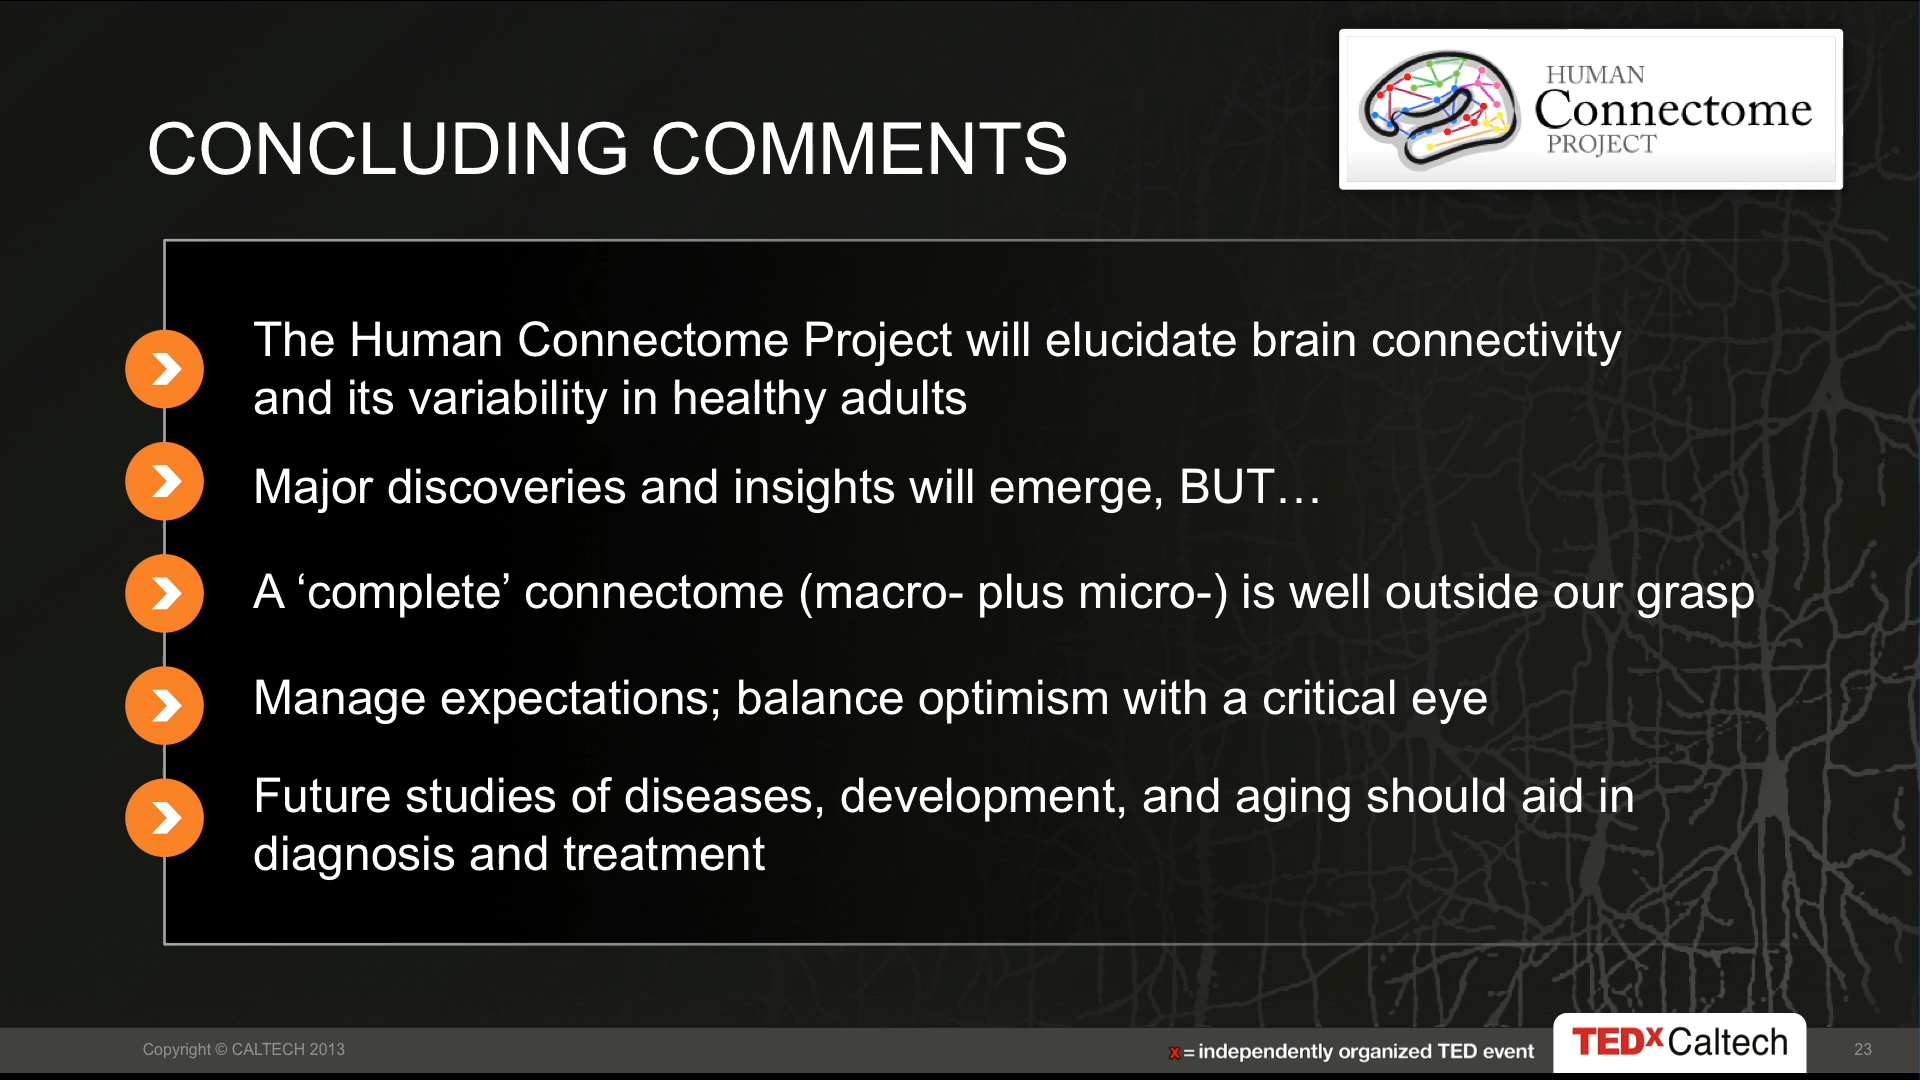 HUMAN
Connectome
PROJECT
CONCLUDING COMMENTS
The Human Connectome Project will elucidate brain connectivity
and its variability in healthy adults
Major discoveries and insights will emerge, BUT…
A ‘complete’ connectome (macro- plus micro-) is well outside our grasp
Manage expectations; balance optimism with a critical eye
Future studies of diseases, development, and aging should aid in
diagnosis and treatment
Copyright © CALTECH 2013
x = independently organized TED event
TEDx Caltech
23